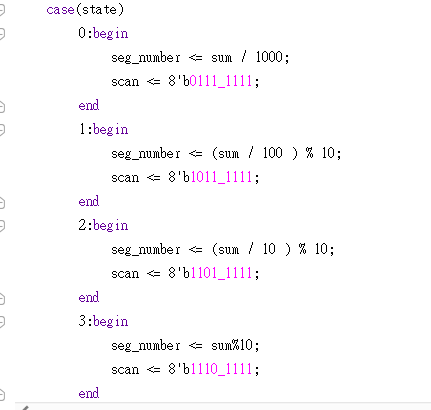 case(state)
0:begin
seg_number <= sum / 1000;
scan <= 8'b0111_1111;
end
1:begin
seg_number <= (sum / 100 ) % 10;
scan <= 8'b1011_1111;
end
2:begin
seg_number <= (sum / 10 ) % 10;
scan <= 8'b1101_1111;
end
3:begin
seg_number <= sum%10;
scan <= 8'b1110_1111;
end